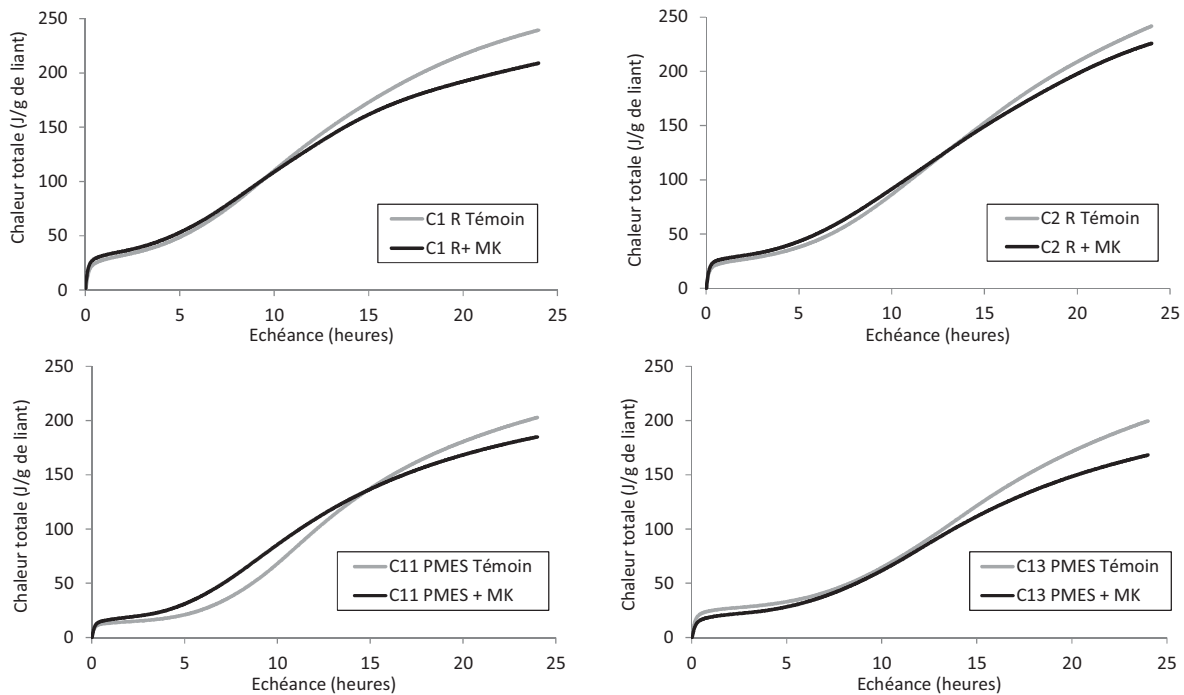 Chaleur totale (J/g de liant)
250
200
150
100
50
0
C1 R Témoin
C1 R+ MK
0 5 10 15 20 25
Echéance (heures)
Chaleur totale (J/g de liant)
250
200
150
100
50
0
C2 R Témoin
C2 R + MK
0 5 10 15 20 25
Echéance (heures)
Chaleur totale (J/g de liant)
250
200
150
100
50
0
C11 PMES Témoin
C11 PMES + MK
0 5 10 15 20 25
Echéance (heures)
Chaleur totale (J/g de liant)
250
200
150
100
50
0
C13 PMES Témoin
C13 PMES + MK
0 5 10 15 20 25
Echéance (heures)